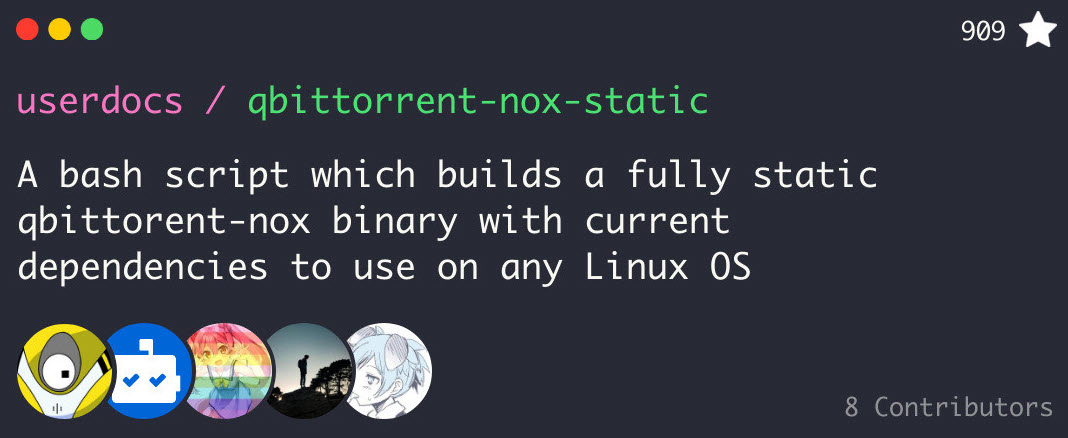 909
userdocs / qbittorrent-nox-static
A bash script which builds a fully static
qbittorent-nox binary with current
dependencies to use on any Linux OS
8 Contributors